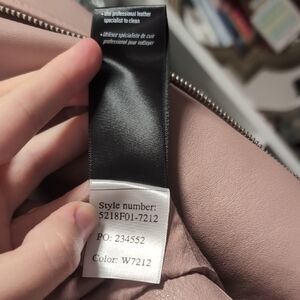 • Use professional leather
specialist to clean
• Utilisez spécialiste de cuir
professionnel pour nettoyer
Style number:
5218F01-7212
PO: 234552
Color: W7212